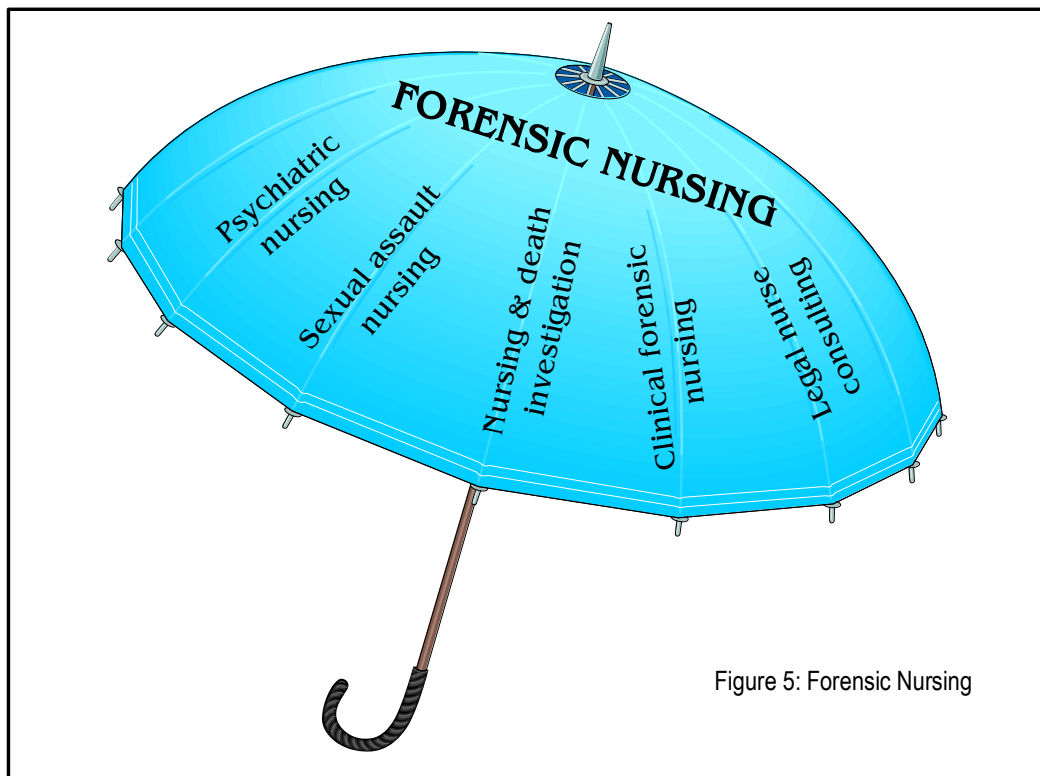 FORENSIC NURSING
Psychiatric
nursing
Sexual assault
nursing
Nursing & death
investigation
Clinical forensic
nursing
Legal nurse
consulting
Figure 5: Forensic Nursing